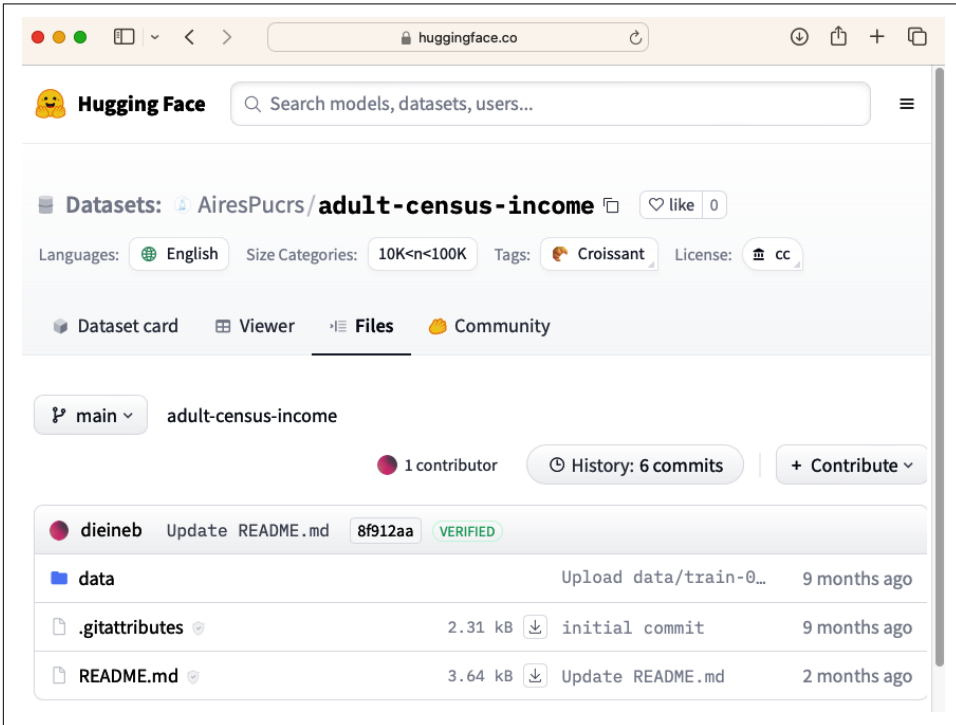 huggingface.co
Hugging Face Search models, datasets, users...
Datasets: AiresPucrs/adult-census-income like 0
Languages: English Size Categories: 10K<n<100K Tags: Croissant License: cc
Dataset card Viewer Files Community
main adult-census-income
1 contributor History: 6 commits + Contribute
dieineb Update README.md 8f912aa VERIFIED
data Upload data/train-0… 9 months ago
.gitattributes 2.31 kB initial commit 9 months ago
README.md 3.64 kB Update README.md 2 months ago